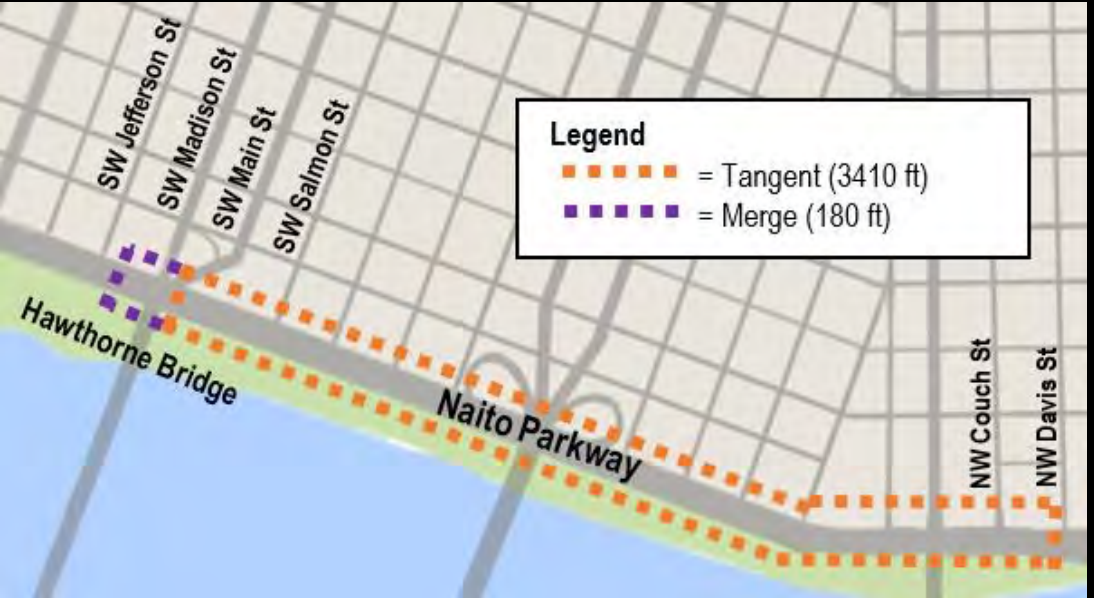 SW Jefferson St
SW Madison St
SW Main St
SW Salmon St
Legend
= Tangent (3410 ft)
= Merge (180 ft)
Hawthorne Bridge
Naito Parkway
NW Couch St
NW Davis St